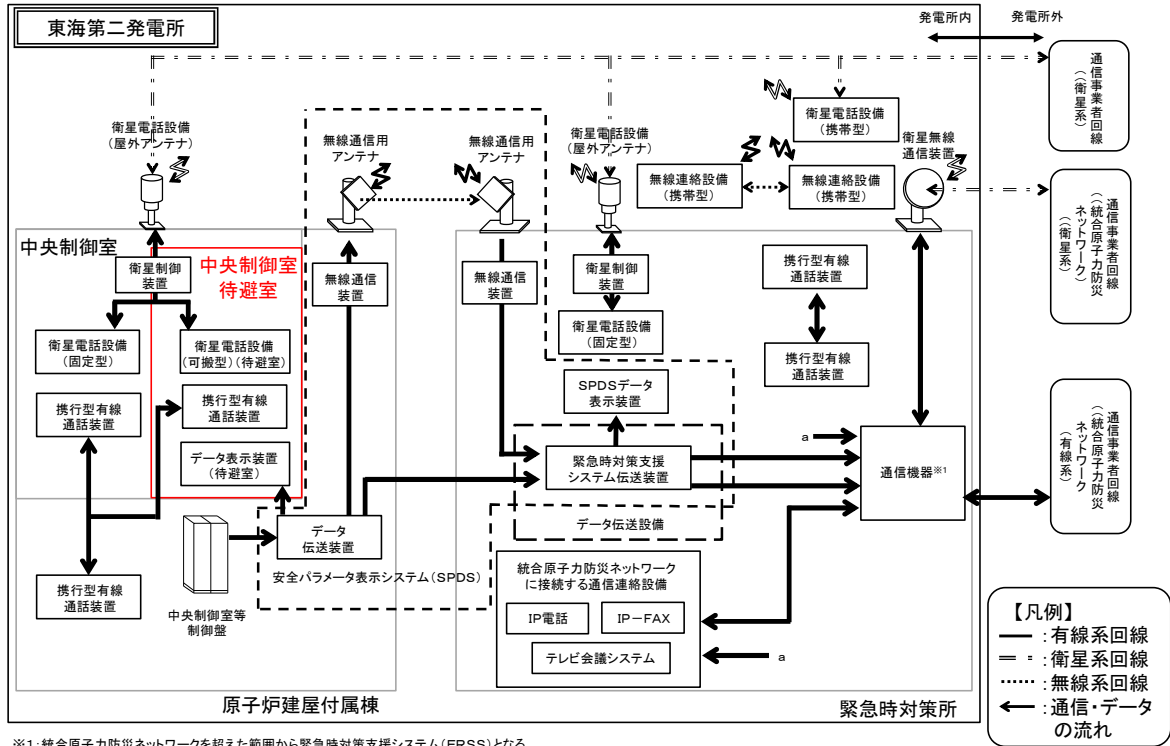 東海第二発電所
発電所内
発電所外
通信事業者回線
(衛星系)
衛星電話設備
(屋外アンテナ)
無線通信用
アンテナ
無線通信用
アンテナ
衛星電話設備
(屋外アンテナ)
衛星電話設備
(携帯型)
無線連絡設備
(携帯型)
無線連絡設備
(携帯型)
衛星無線
通信装置
通信事業者回線
(統合原子力防災
ネットワーク)
(衛星系)
中央制御室
中央制御室
待避室
衛星制御
装置
無線通信
装置
無線通信
装置
衛星制御
装置
携行型有線
通話装置
衛星電話設備
(固定型)
衛星電話設備
(可搬型)(待避室)
衛星電話設備
(固定型)
携行型有線
通話装置
携行型有線
通話装置
携行型有線
通話装置
SPDSデータ
表示装置
データ表示装置
(待避室)
緊急時対策支援
システム伝送装置
a
通信機器※1
通信事業者回線
(統合原子力防災
ネットワーク
(有線系)
データ伝送設備
データ
伝送装置
安全パラメータ表示システム(SPDS)
携行型有線
通話装置
中央制御室等
制御盤
統合原子力防災ネットワーク
に接続する通信連絡設備
IP電話
IP-FAX
テレビ会議システム
a
原子炉建屋付属棟
緊急時対策所
【凡例】
:有線系回線
:衛星系回線
:無線系回線
:通信・データ
の流れ
※1:統合原子力防災ネットワークを超えた範囲から緊急時対策支援システム(ERSS)となる。